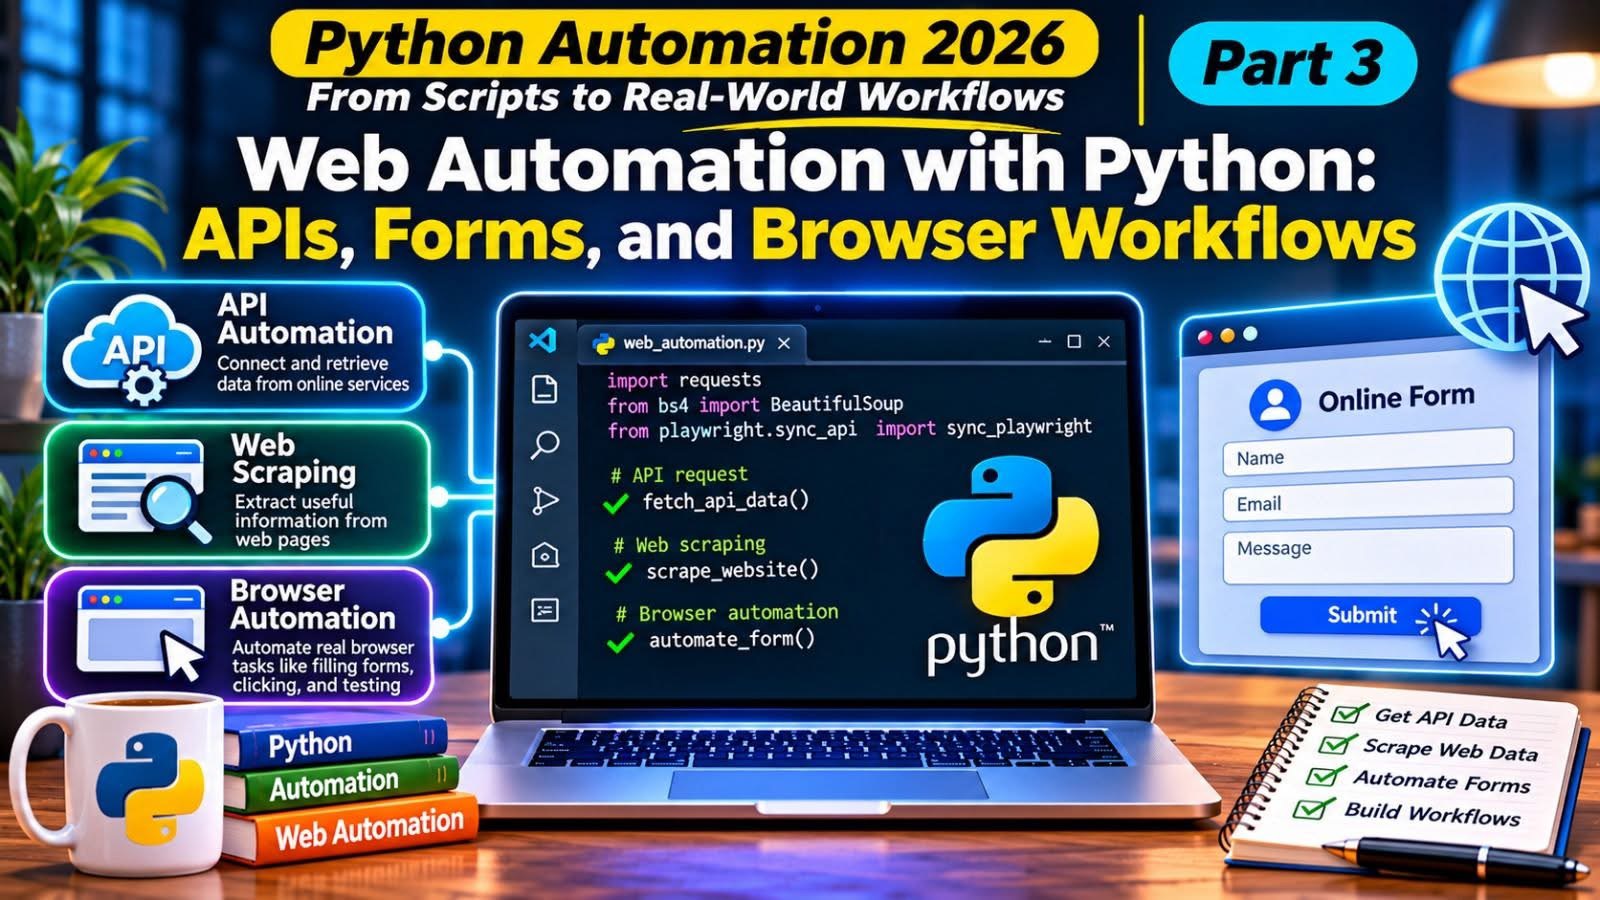 Python Automation 2026
From Scripts to Real-World Workflows
Part 3
Web Automation with Python:
APIs, Forms, and Browser Workflows
API
API
Automation
Connect and retrieve
data from online services
Web
Scraping
Extract useful
information from
web pages
Browser
Automation
Automate real browser
tasks like filling forms,
clicking, and testing
web_automation.py
import requests
from bs4 import BeautifulSoup
from playwright.sync_api import sync_playwright
# API request
fetch_api_data()
# Web scraping
scrape_website()
# Browser automation
automate_form()
python™
Online Form
Name
Email
Message
Submit
Python
Automation
Web Automation
Get API Data
Scrape Web Data
Automate Forms
Build Workflows